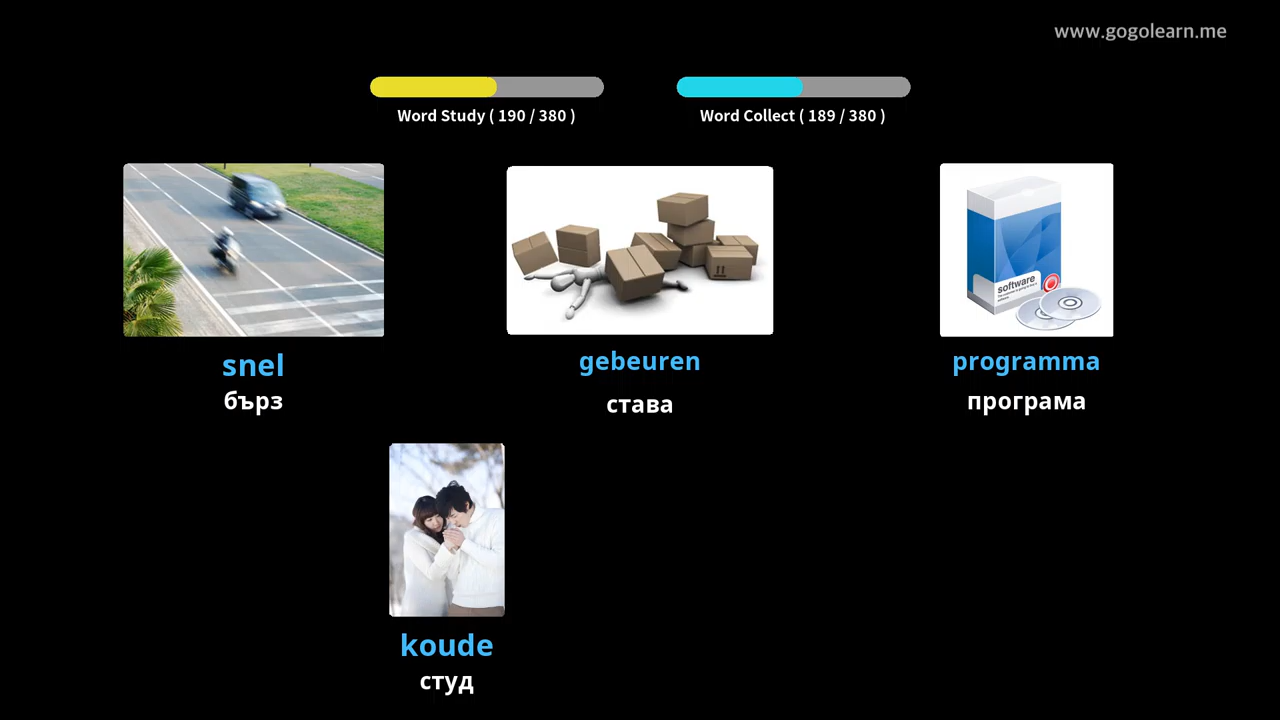 www.gogolearn.me
Word Study ( 190 / 380 )
Word Collect ( 189 / 380 )
software
snel
бърз
gebeuren
става
programma
програма
koude
студ